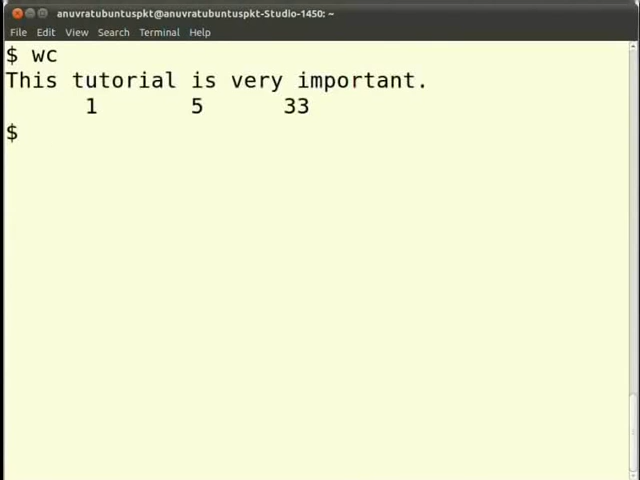 anuvratubuntuspkt@anuvratubuntuspkt-Studio-1450: ~
File Edit View Search Terminal Help
$ wc
This tutorial is very important.
1 5 33
$